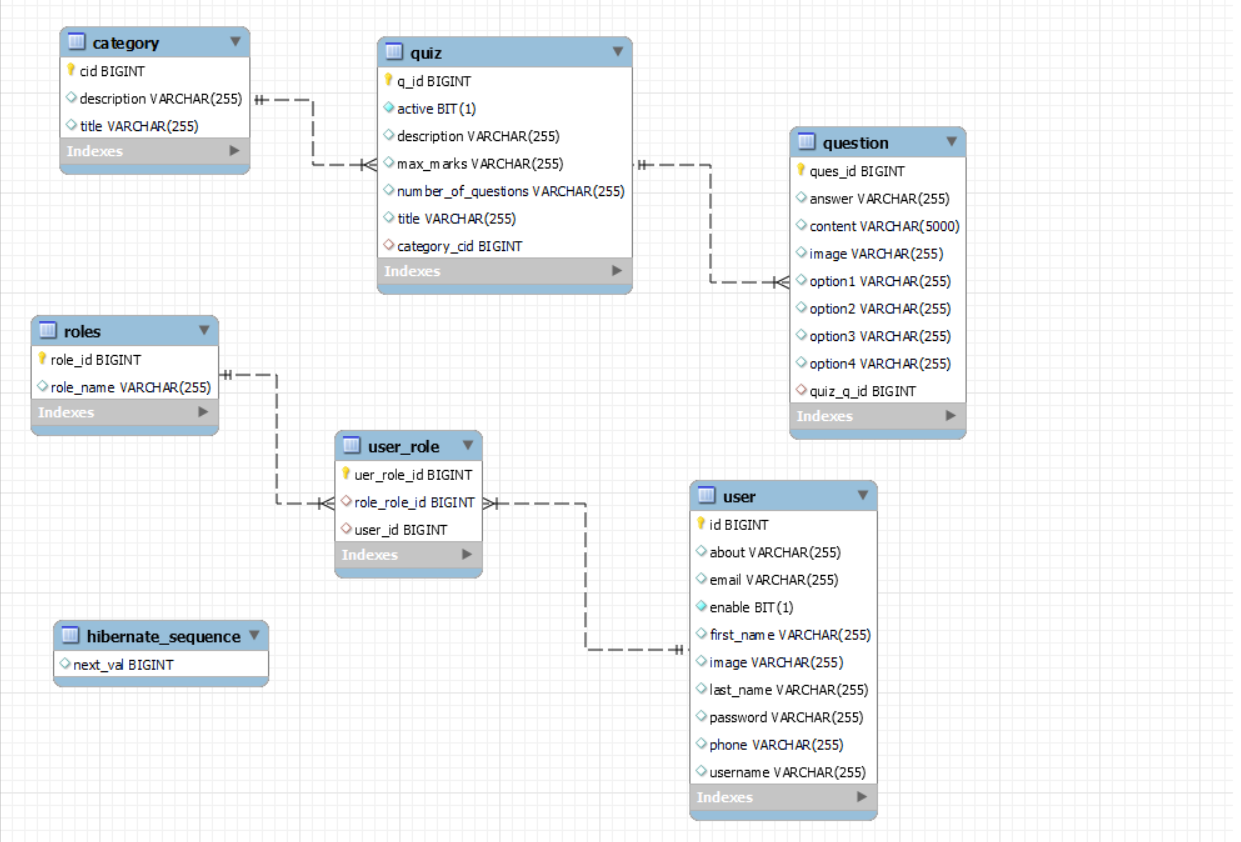 category
cid BIGINT
description VARCHAR(255)
title VARCHAR(255)
Indexes
quiz
q_id BIGINT
active BIT(1)
description VARCHAR(255)
max_marks VARCHAR(255)
number_of_questions VARCHAR(255)
title VARCHAR(255)
category_cid BIGINT
Indexes
question
ques_id BIGINT
answer VARCHAR(255)
content VARCHAR(5000)
image VARCHAR(255)
option1 VARCHAR(255)
option2 VARCHAR(255)
option3 VARCHAR(255)
option4 VARCHAR(255)
quiz_q_id BIGINT
Indexes
roles
role_id BIGINT
role_name VARCHAR(255)
Indexes
user_role
uer_role_id BIGINT
role_role_id BIGINT
user_id BIGINT
Indexes
user
id BIGINT
about VARCHAR(255)
email VARCHAR(255)
enable BIT(1)
first_name VARCHAR(255)
image VARCHAR(255)
last_name VARCHAR(255)
password VARCHAR(255)
phone VARCHAR(255)
username VARCHAR(255)
Indexes
hibernate_sequence
next_val BIGINT